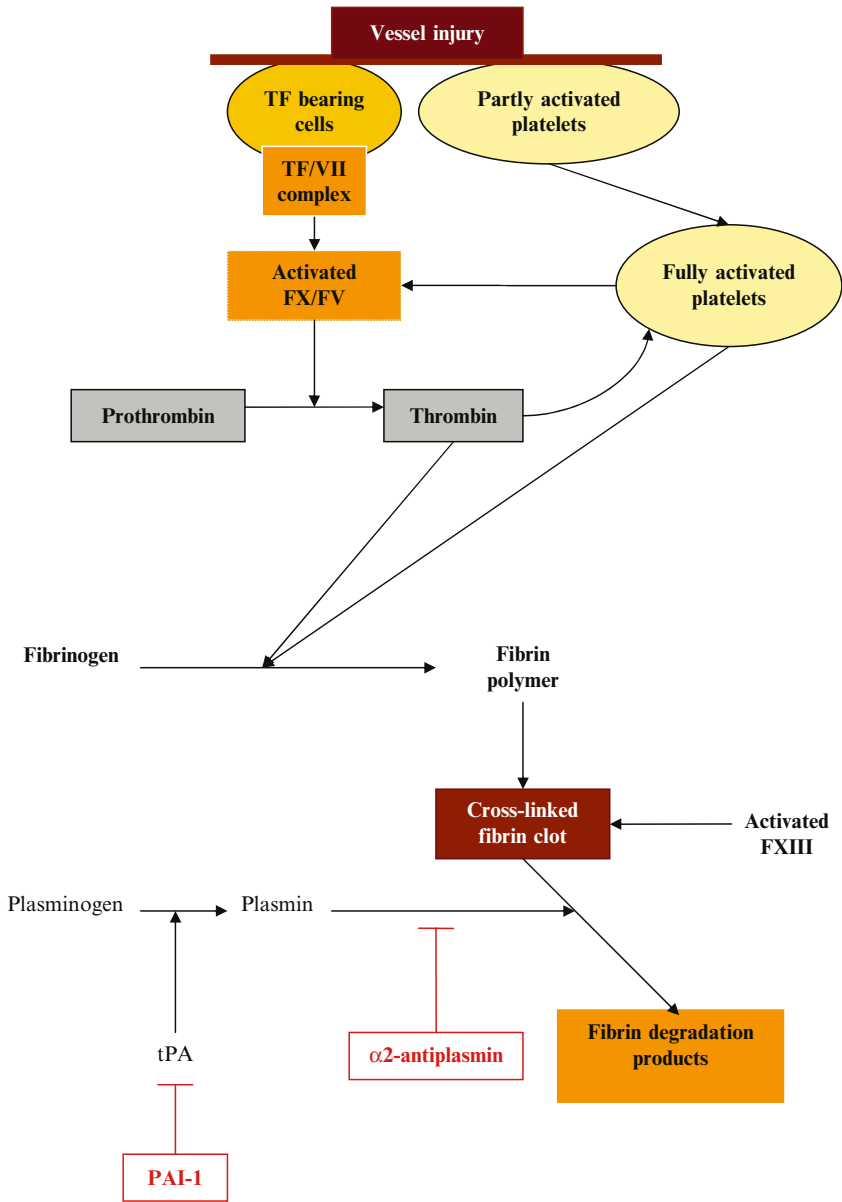 Vessel injury
TF bearing
cells
Partly activated
platelets
TF/VII
complex
Activated
FX/FV
Fully activated
platelets
Prothrombin
Thrombin
Fibrinogen
Fibrin
polymer
Cross-linked
fibrin clot
Activated
FXIII
Plasminogen
Plasmin
tPA
α2-antiplasmin
Fibrin degradation
products
PAI-1